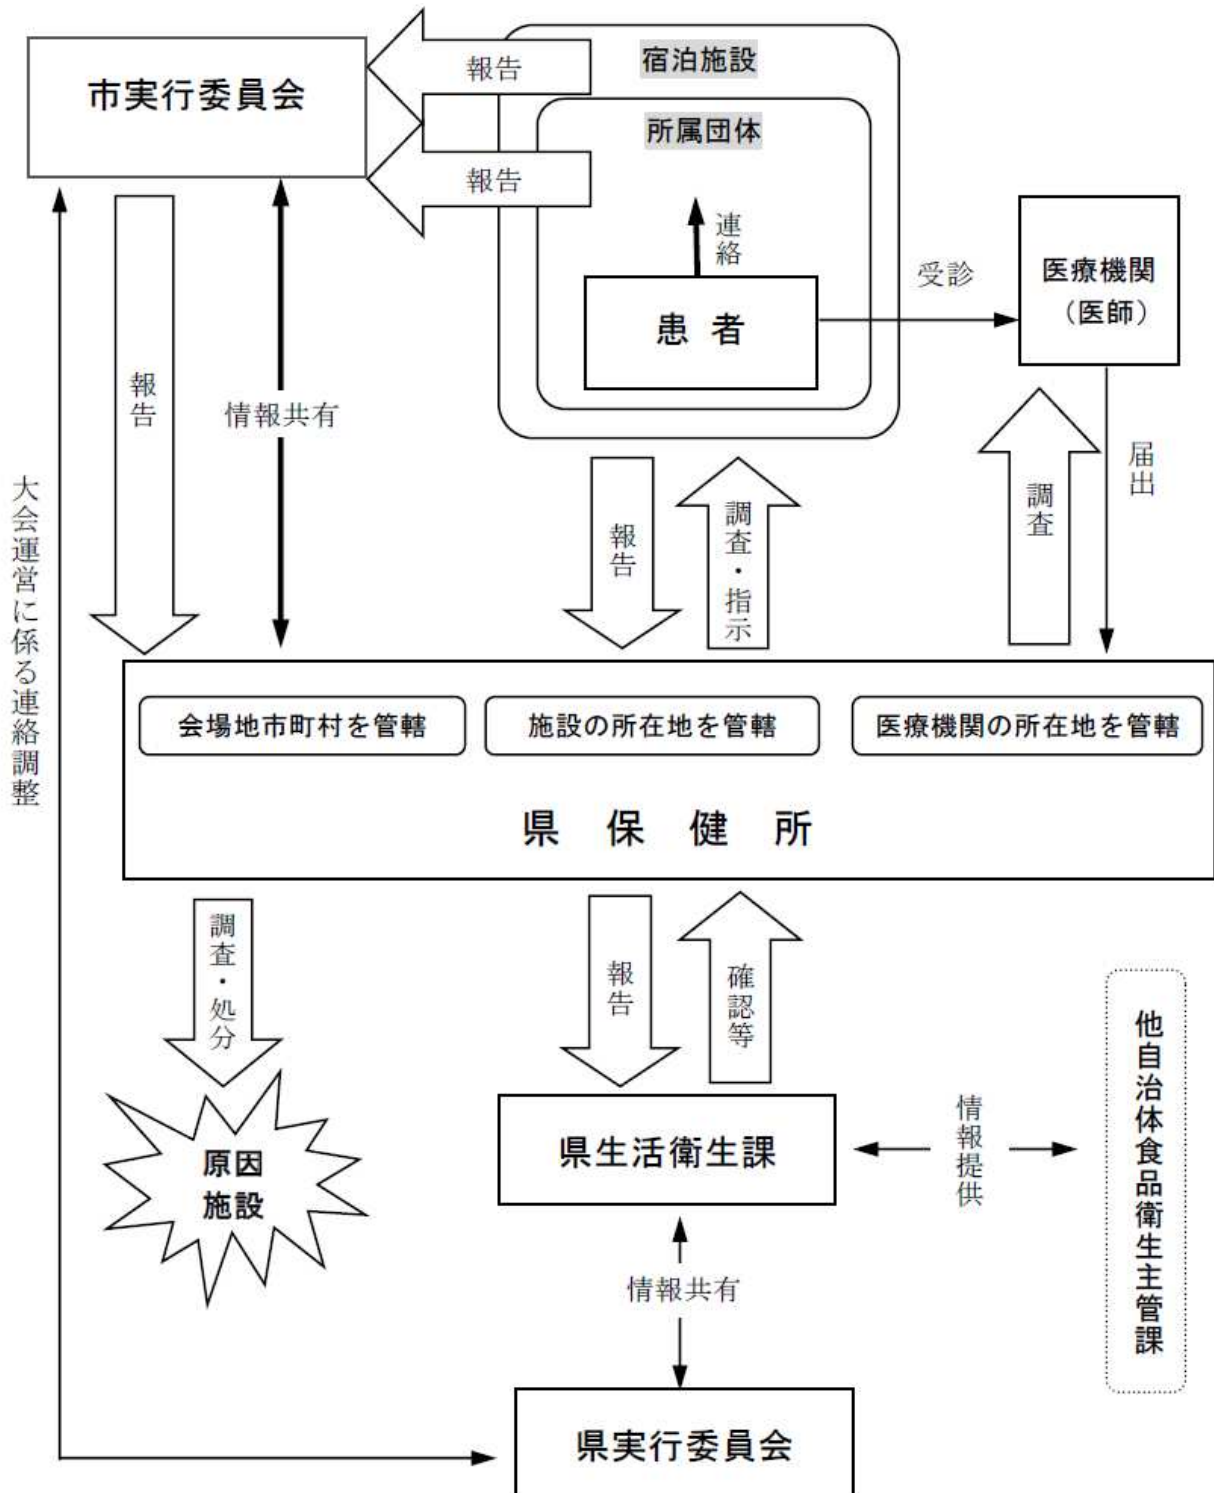 市実行委員会
報告
報告
宿泊施設
所属団体
連絡
患者
受診
医療機関
(医師)
報告
情報共有
報告
調査・指示
調査
届出
大会運営に係る連絡調整
会場地市町村を管轄
施設の所在地を管轄
医療機関の所在地を管轄
県保健所
調査・処分
報告
確認等
原因
施設
県生活衛生課
情報提供
他自治体食品衛生主管課
情報共有
県実行委員会